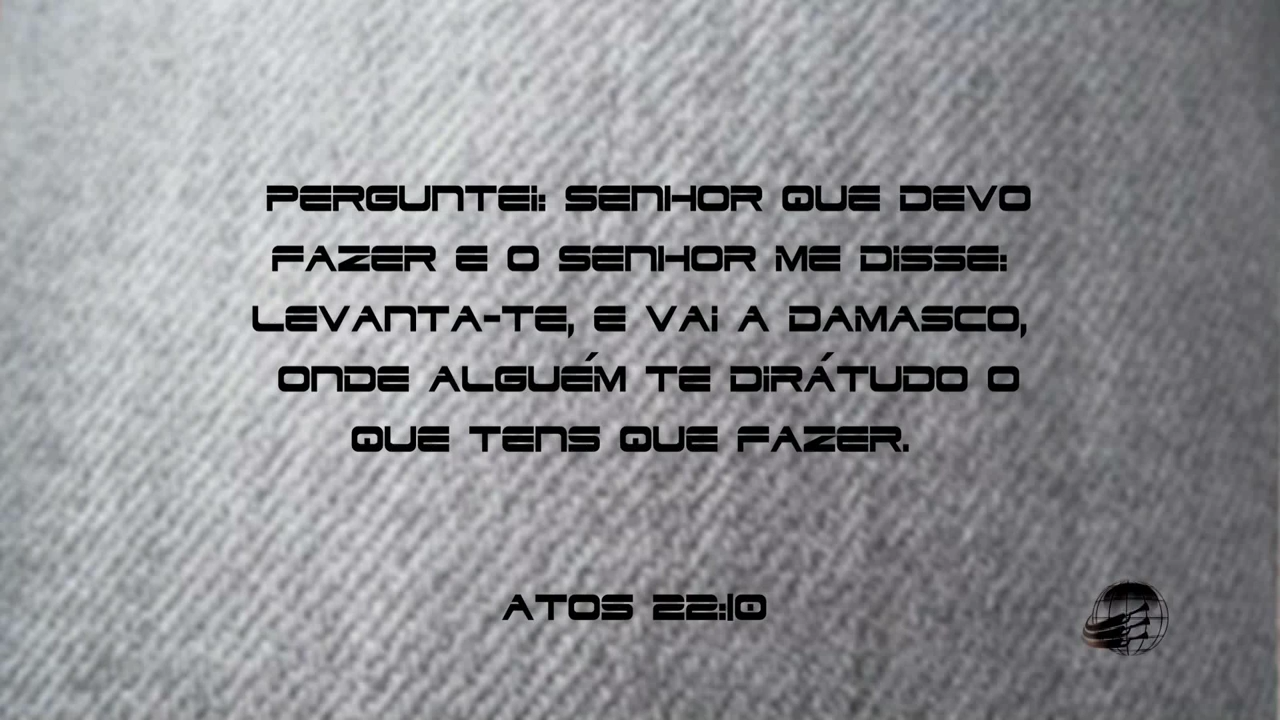 PERGUNTEI: SENHOR QUE DEVO
FAZER E O SENHOR ME DISSE:
LEVANTA-TE, E VAI A DAMASCO,
ONDE ALGUÉM TE DIRÁTUDO O
QUE TENS QUE FAZER.
ATOS 22:10